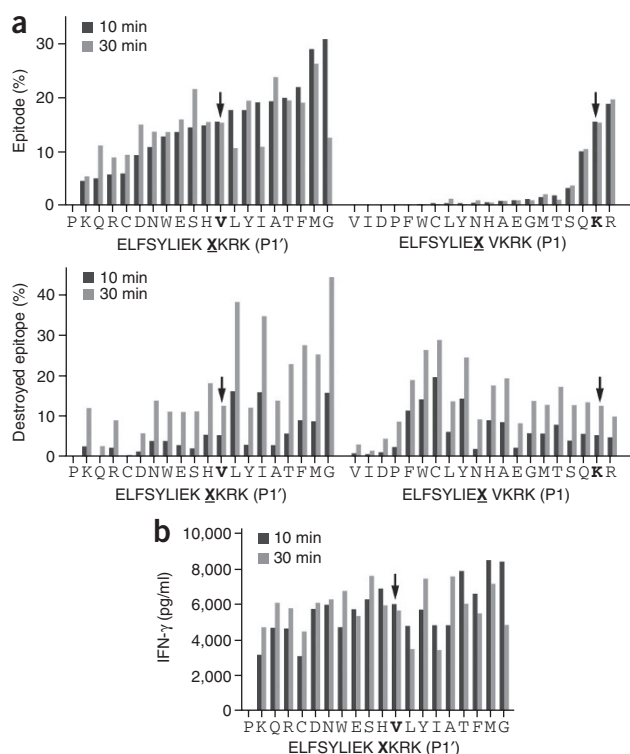 a
10 min
30 min
Epitode (%)
30
20
10
0
PKQRCDNWESHVLYIATFMG
ELFSYLIEK XKRK (P1′)
VIDPFWCLYNHAEGMTSQKR
ELFSYLIEX VKRK (P1)
10 min
30 min
Destroyed epitope (%)
40
30
20
10
0
PKQRCDNWESHVLYIATFMG
ELFSYLIEK XKRK (P1′)
VIDPFWCLYNHAEGMTSQKR
ELFSYLIEX VKRK (P1)
b
10 min
30 min
IFN-γ (pg/ml)
10,000
8,000
6,000
4,000
2,000
0
PKQRCDNWESHVLYIATFMG
ELFSYLIEK XKRK (P1′)